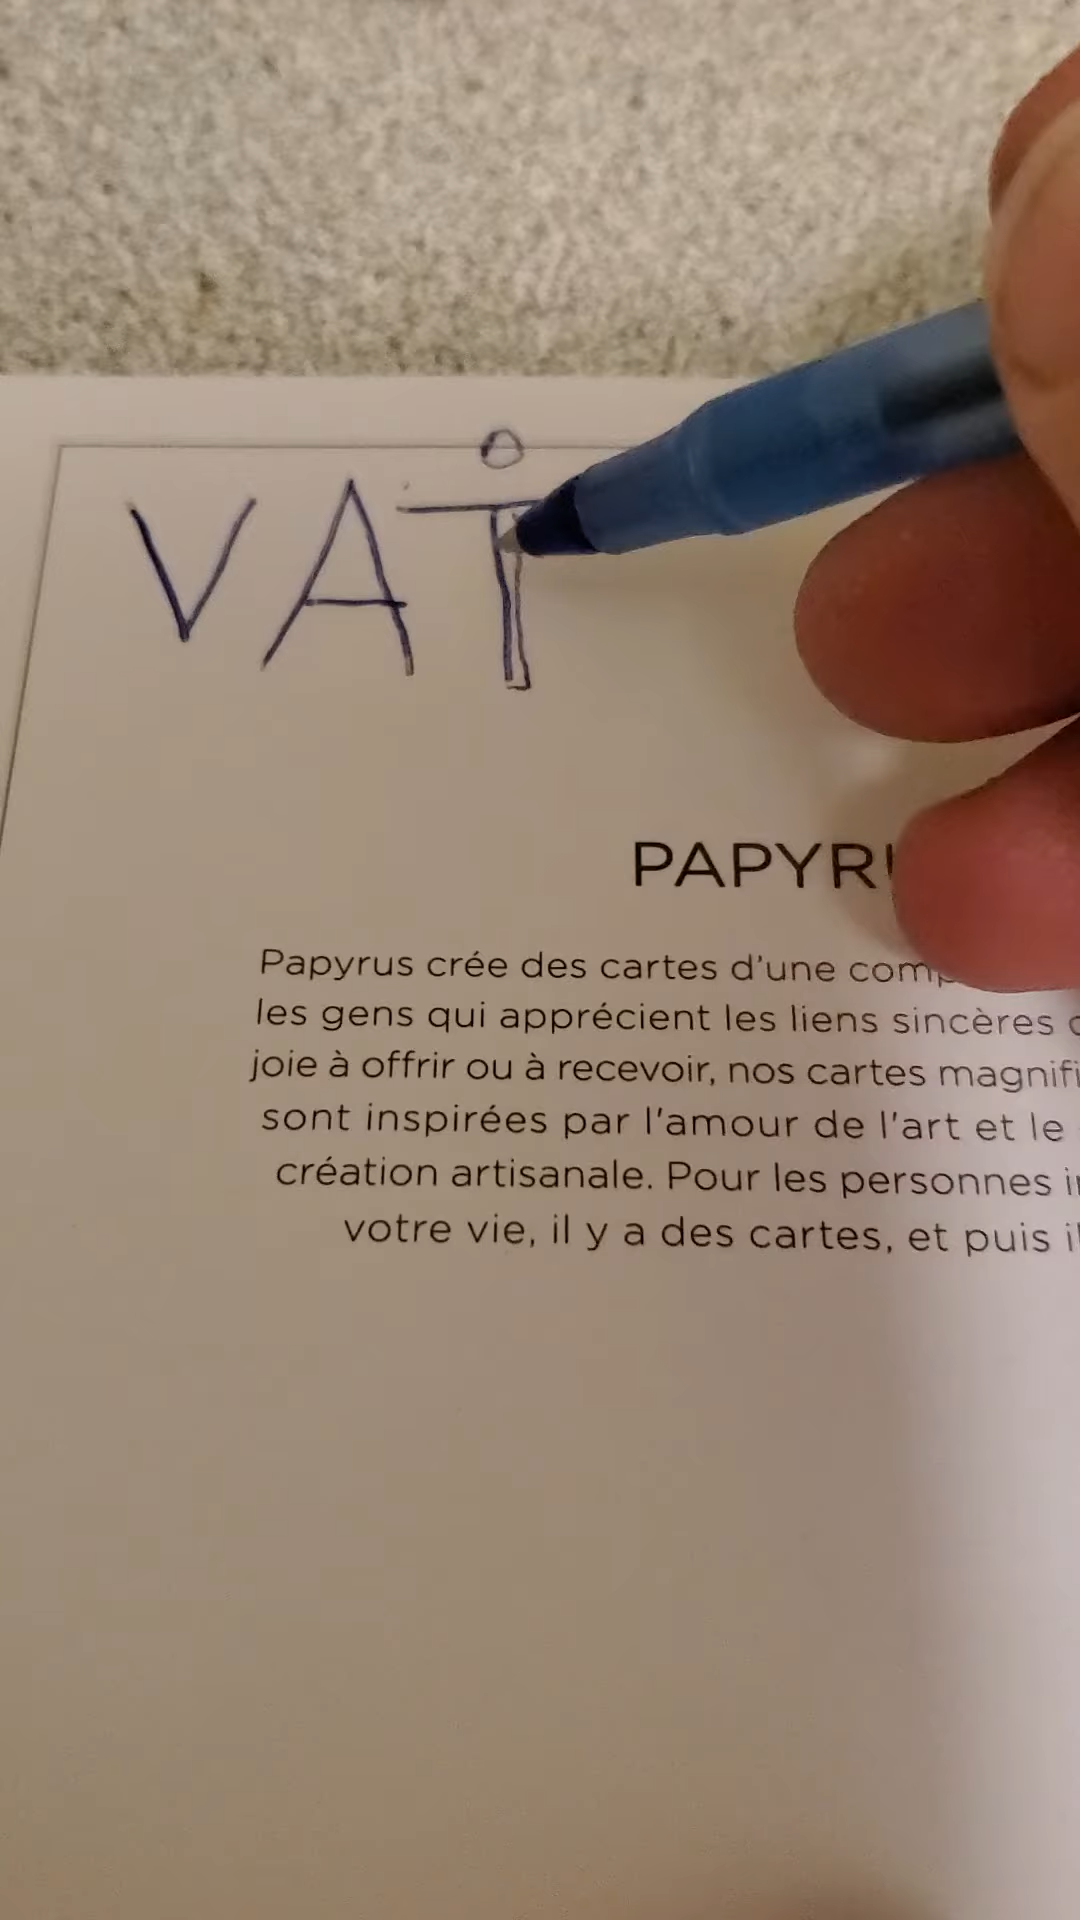 VAT
PAPYR
Papyrus crée des cartes d'une
les gens qui apprécient les liens sincères
joie à offrir ou à recevoir, nos cartes
sont inspirées par l'amour de l'art et le
création artisanale. Pour les personnes
votre vie, il y a des cartes, et puis